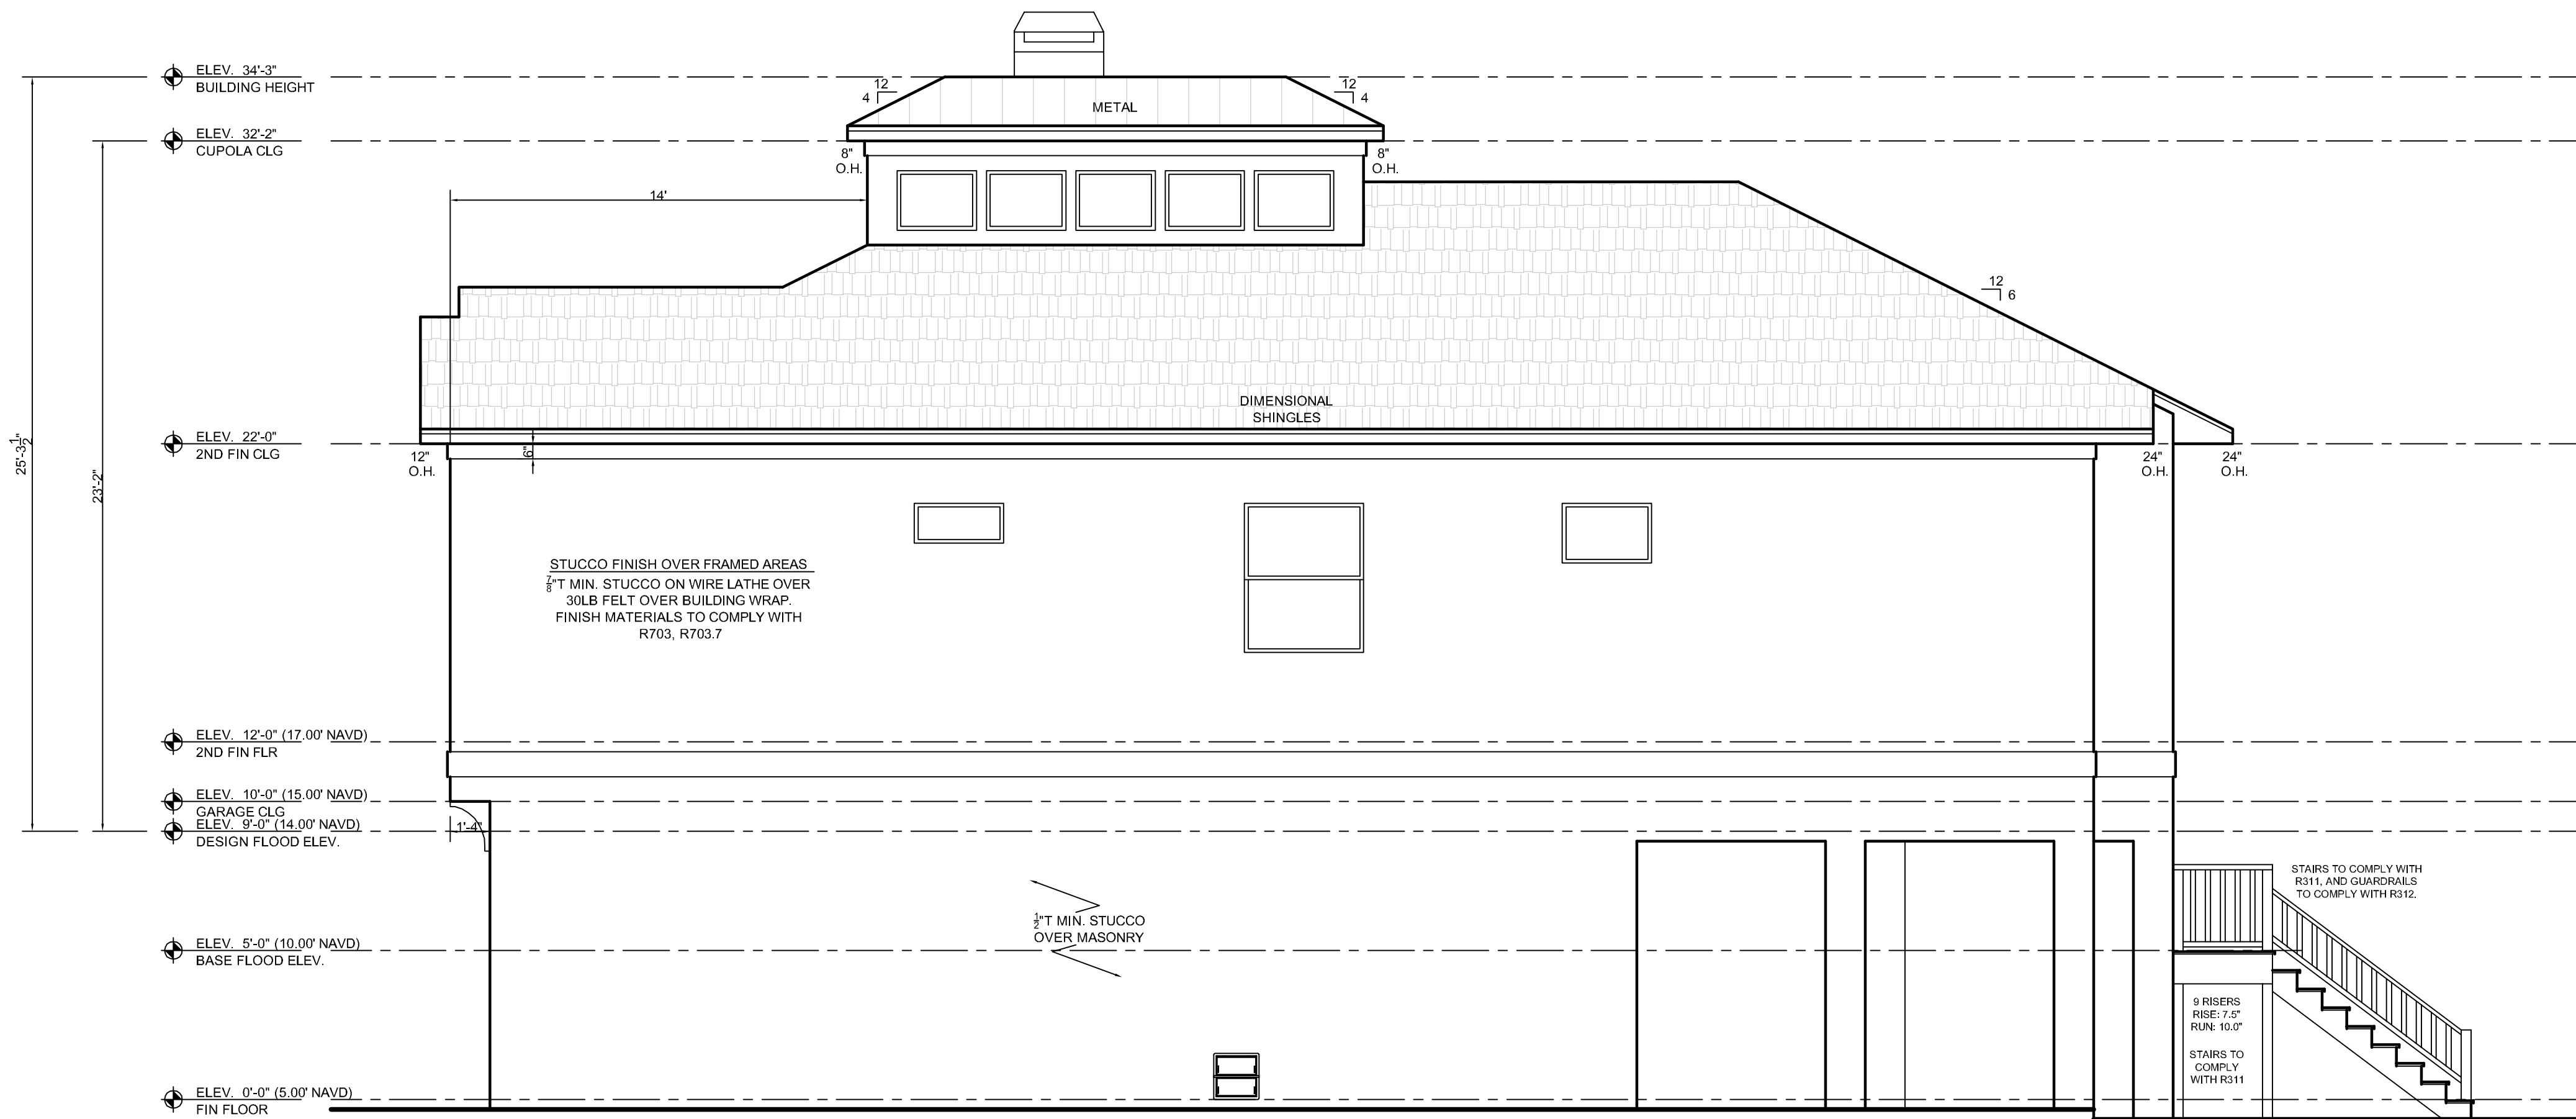 ELEV. 34'-3"
BUILDING HEIGHT
12
4
12
4
METAL
ELEV. 32'-2"
CUPOLA CLG
8"
O.H.
8"
O.H.
14'
12
6
DIMENSIONAL
SHINGLES
25'-3½"
23'-2"
ELEV. 22'-0"
2ND FIN CLG
12"
O.H.
6"
24"
O.H.
24"
O.H.
STUCCO FINISH OVER FRAMED AREAS
⅞"T MIN. STUCCO ON WIRE LATHE OVER
30LB FELT OVER BUILDING WRAP.
FINISH MATERIALS TO COMPLY WITH
R703, R703.7
ELEV. 12'-0" (17.00' NAVD)
2ND FIN FLR
ELEV. 10'-0" (15.00' NAVD)
GARAGE CLG
ELEV. 9'-0" (14.00' NAVD)
DESIGN FLOOD ELEV.
1'-4"
STAIRS TO COMPLY WITH
R311, AND GUARDRAILS
TO COMPLY WITH R312.
½"T MIN. STUCCO
OVER MASONRY
ELEV. 5'-0" (10.00' NAVD)
BASE FLOOD ELEV.
9 RISERS
RISE: 7.5"
RUN: 10.0"
STAIRS TO
COMPLY
WITH R311
ELEV. 0'-0" (5.00' NAVD)
FIN FLOOR